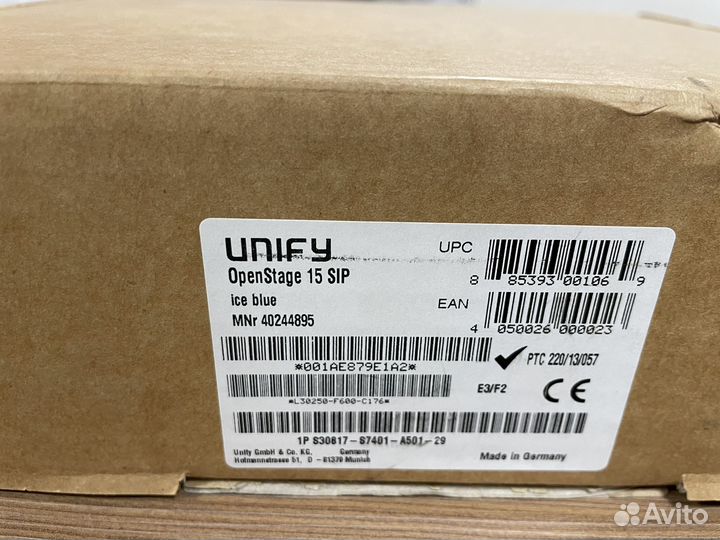 UNIFY
OpenStage 15 SIP
ice blue
MNr 40244895
UPC
8 85393 00106 9
EAN
4 050026 000023
*001AE879E1A2*
PTC 220/13/057
*L30250-F600-C176*
E3/F2
CE
1P S30817-S7401-A501-29
Unify GmbH & Co. KG, Germany
Hofmannstrasse 51, D - 81379 Munich
Made in Germany
Avito